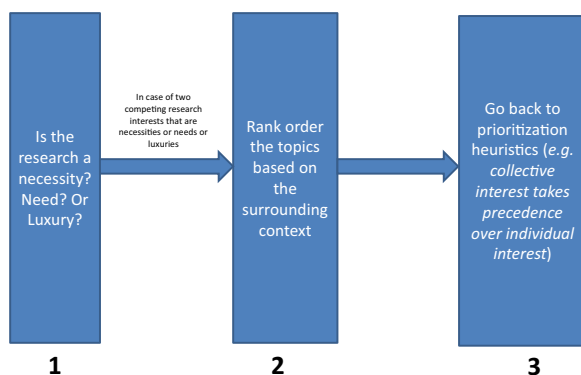 Is the
research a
necessity?
Need? Or
Luxury?
In case of two
competing research
interests that are
necessities or needs or
luxuries
Rank order
the topics
based on
the
surrounding
context
Go back to
prioritization
heuristics (e.g.
collective
interest takes
precedence
over individual
interest)
1
2
3